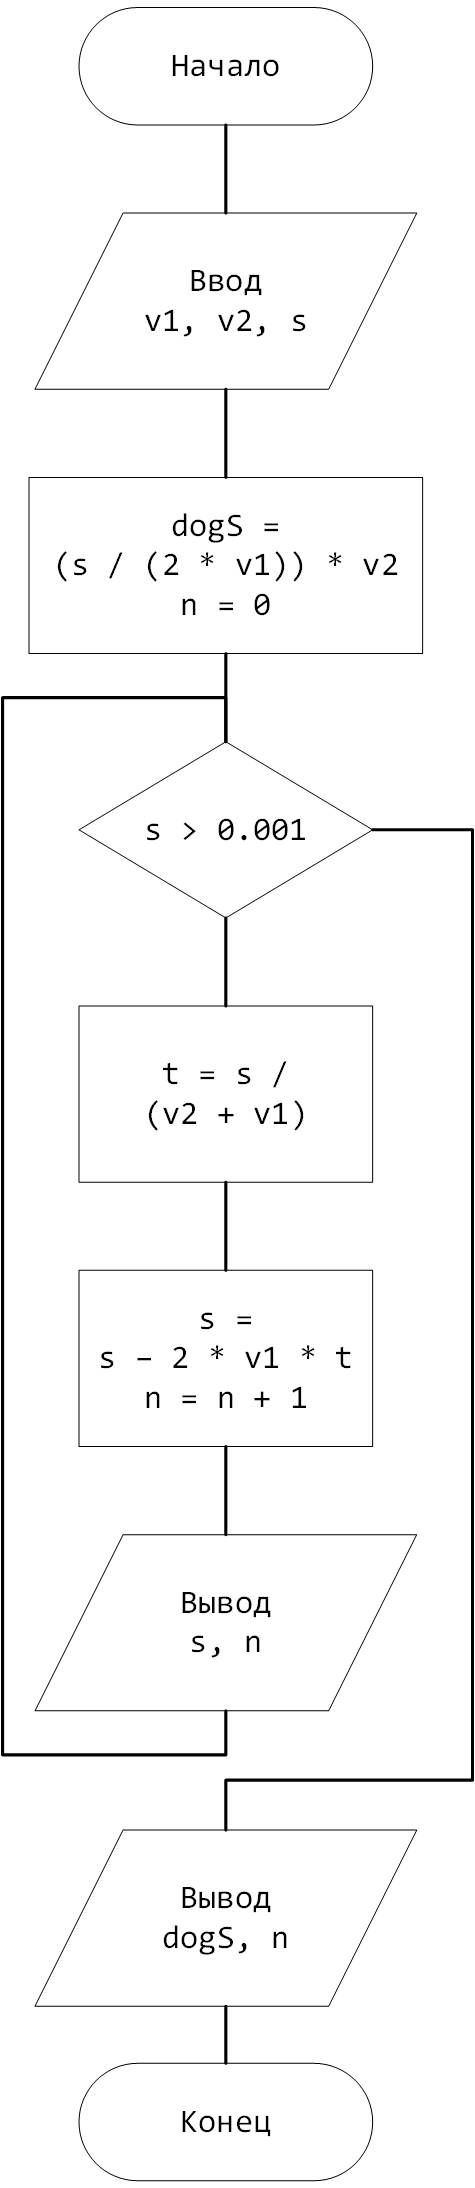 Начало
Ввод
v1, v2, s
dogS =
(s / (2 * v1)) * v2
n = 0
s > 0.001
t = s /
(v2 + v1)
s =
s – 2 * v1 * t
n = n + 1
Вывод
s, n
Вывод
dogS, n
Конец